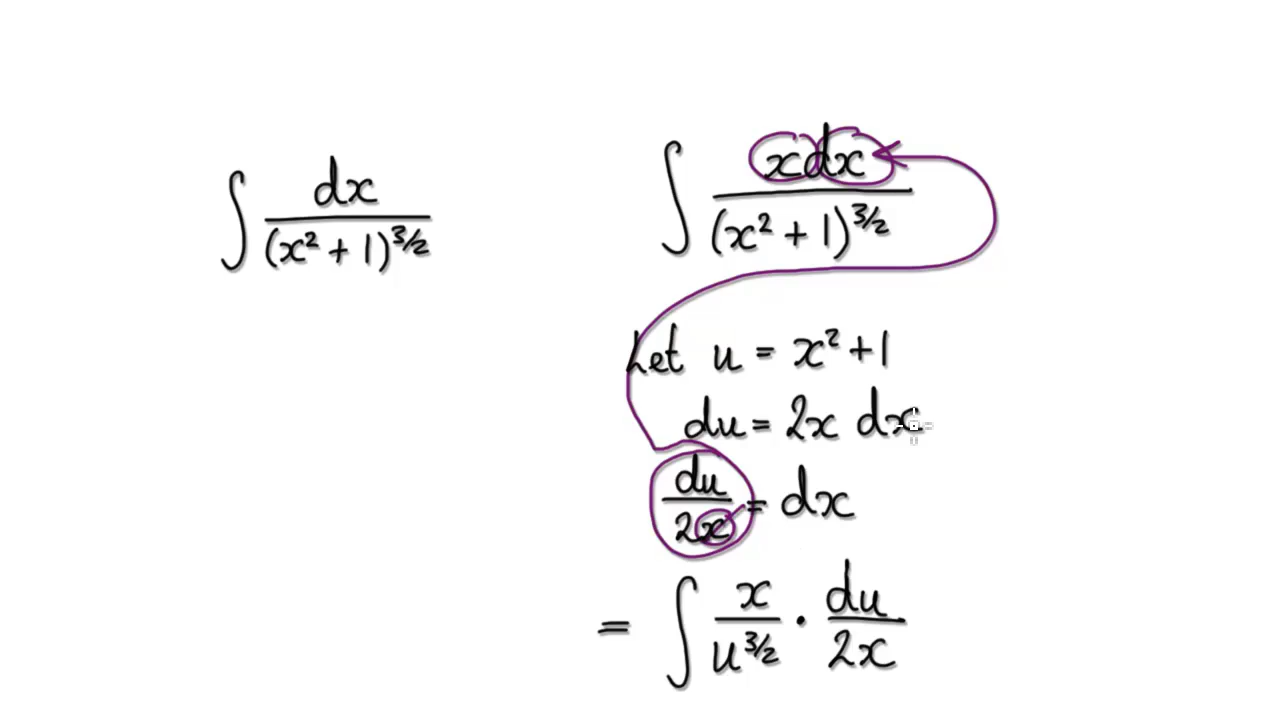 ∫ dx / (x² + 1)^3/2
∫ xdx / (x² + 1)^3/2
Let u = x² + 1
du = 2x dx
du / 2x = dx
= ∫ x / u^3/2 · du / 2x